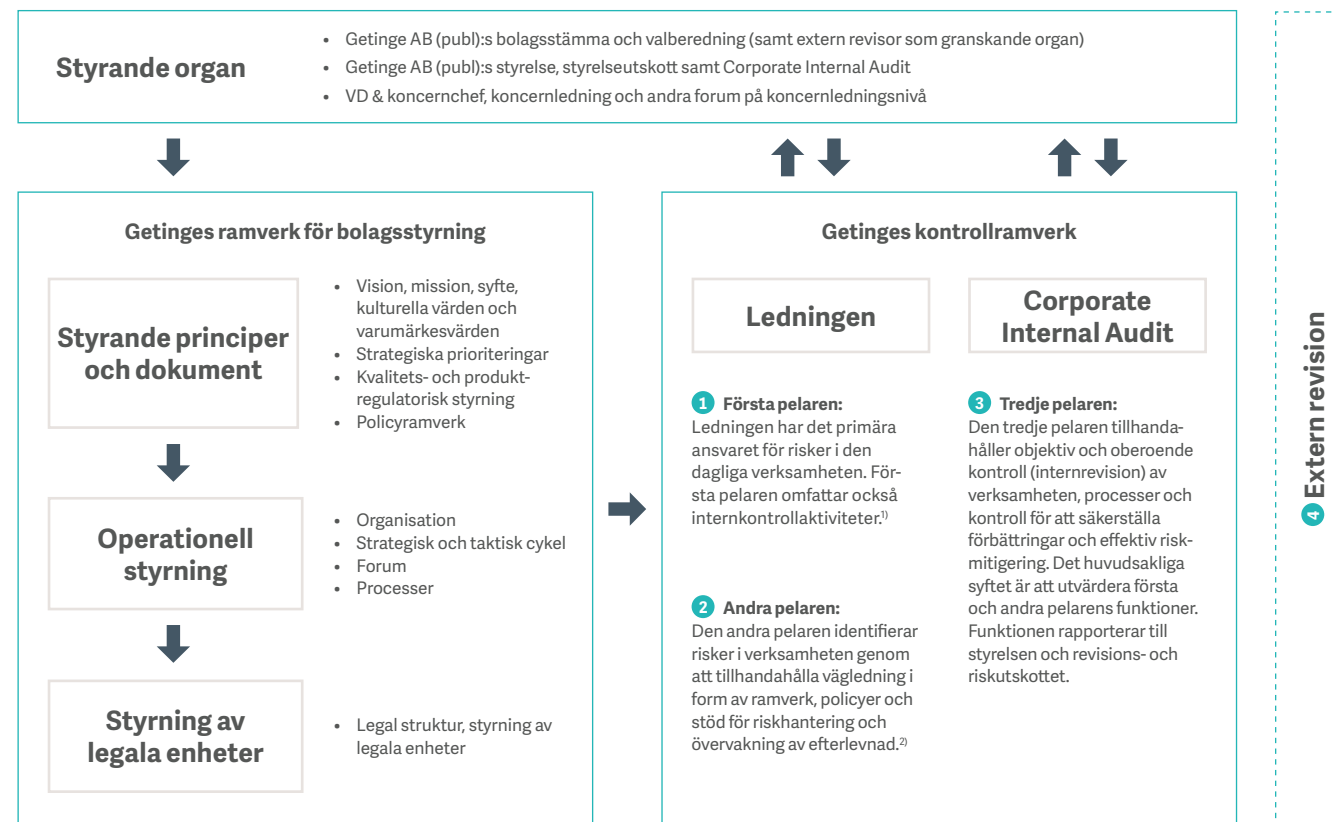 Styrande organ
• Getinge AB (publ):s bolagsstämma och valberedning (samt extern revisor som granskande organ)
• Getinge AB (publ):s styrelse, styrelseutskott samt Corporate Internal Audit
• VD & koncernchef, koncernledning och andra forum på koncernledningsnivå
Getinges ramverk för bolagsstyrning
Styrande principer
och dokument
• Vision, mission, syfte,
kulturella värden och
varumärkesvärden
• Strategiska prioriteringar
• Kvalitets- och produkt-
regulatorisk styrning
• Policyramverk
Operationell
styrning
• Organisation
• Strategisk och taktisk cykel
• Forum
• Processer
Styrning av
legala enheter
• Legal struktur, styrning av
legala enheter
Getinges kontrollramverk
Ledningen
1 Första pelaren:
Ledningen har det primära
ansvaret för risker i den
dagliga verksamheten. För-
sta pelaren omfattar också
internkontrollaktiviteter.1)
2 Andra pelaren:
Den andra pelaren identifierar
risker i verksamheten genom
att tillhandahålla vägledning i
form av ramverk, policyer och
stöd för riskhantering och
övervakning av efterlevnad.2)
Corporate
Internal Audit
3 Tredje pelaren:
Den tredje pelaren tillhanda-
håller objektiv och oberoende
kontroll (internrevision) av
verksamheten, processer och
kontroll för att säkerställa
förbättringar och effektiv risk-
mitigering. Det huvudsakliga
syftet är att utvärdera första
och andra pelarens funktioner.
Funktionen rapporterar till
styrelsen och revisions- och
riskutskottet.
4 Extern revision